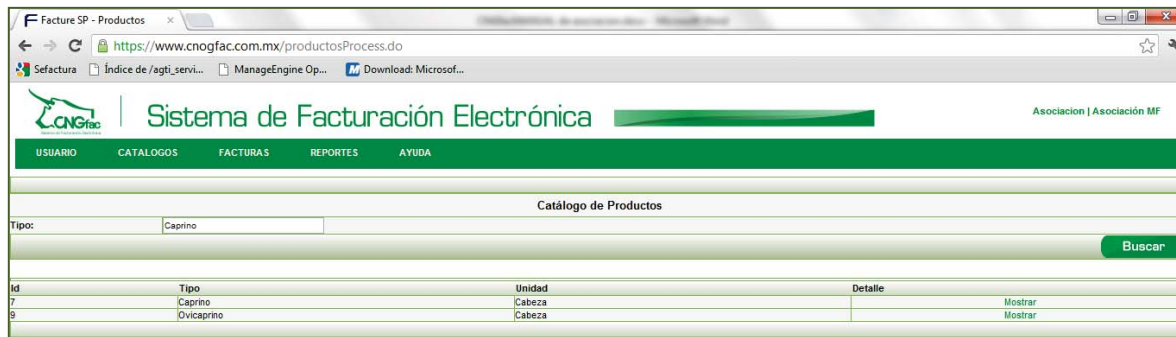 Facture SP - Productos
https://www.cnogfac.com.mx/productosProcess.do
Sefactura Índice de /agti_servi... ManageEngine Op... Download: Microsof...
CNGfac Sistema de Facturación Electrónica Asociacion | Asociación MF
USUARIO CATALOGOS FACTURAS REPORTES AYUDA
Catálogo de Productos
Tipo: Caprino
Buscar
Id Tipo Unidad Detalle
7 Caprino Cabeza Mostrar
9 Ovicaprino Cabeza Mostrar